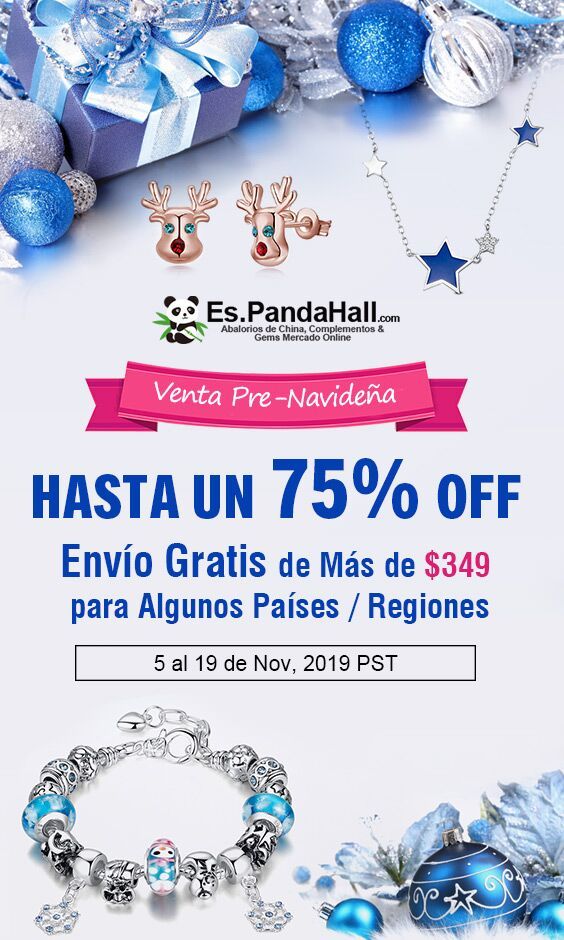 Es.PandaHall.com
Abalorios de China, Complementos &
Gems Mercado Online
Venta Pre-Navideña
HASTA UN 75% OFF
Envío Gratis de Más de $349
para Algunos Países / Regiones
5 al 19 de Nov, 2019 PST